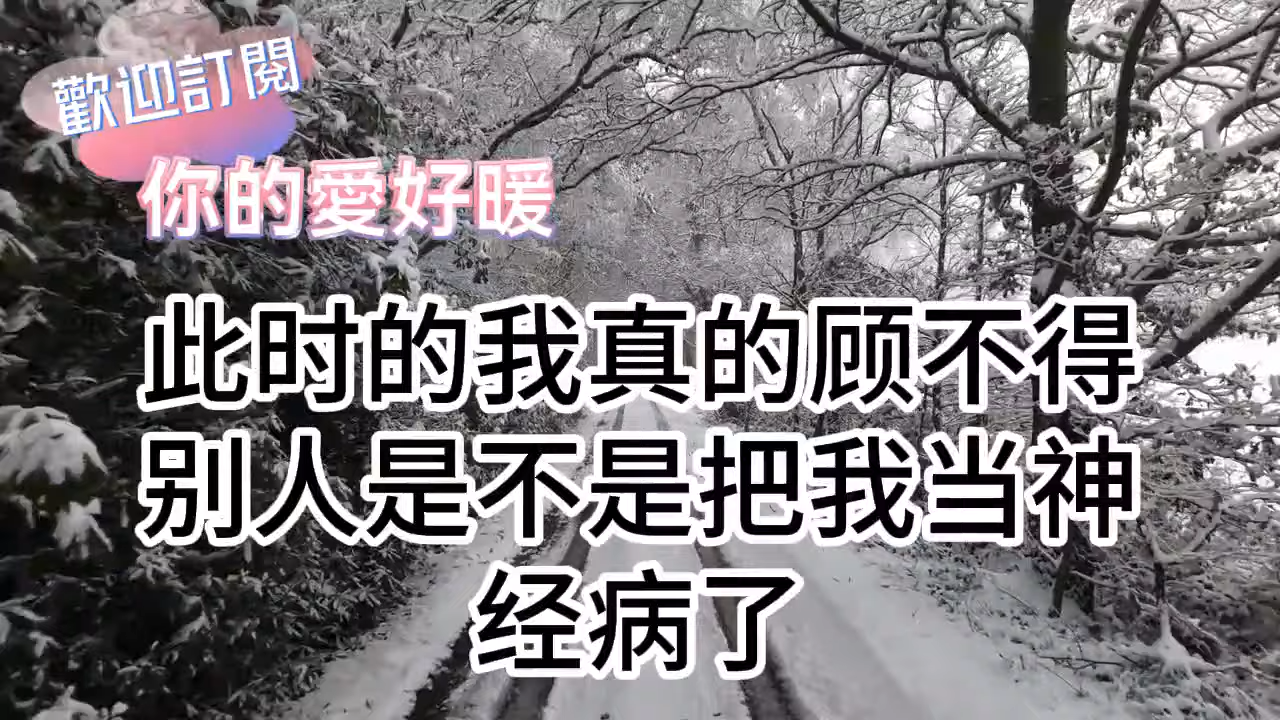 歡迎訂閱
你的愛好暖
此时的我真的顾不得
别人是不是把我当神
经病了